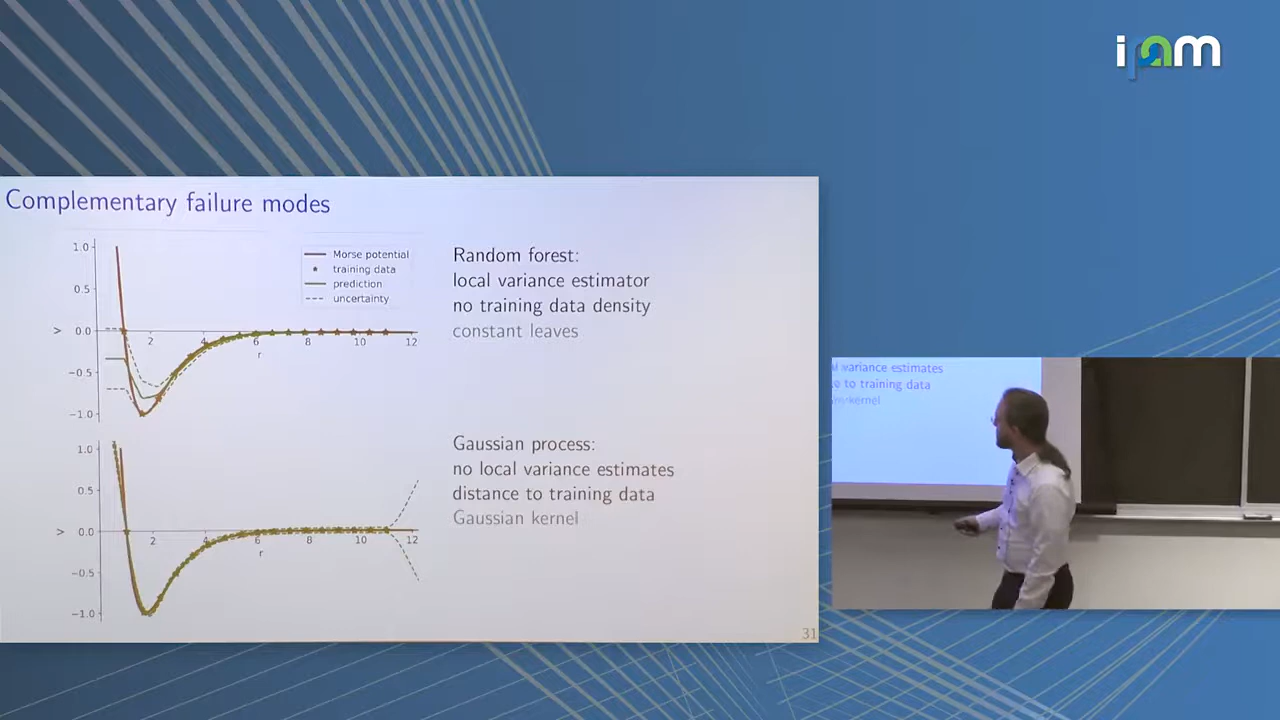 ipam
Complementary failure modes
1.0
0.5
0.0
−0.5
−1.0
V
2
4
6
8
10
12
r
Morse potential
training data
prediction
uncertainty
Random forest:
local variance estimator
no training data density
constant leaves
1.0
0.5
0.0
−0.5
−1.0
V
2
4
6
8
10
12
r
Gaussian process:
no local variance estimates
distance to training data
Gaussian kernel
31
variance estimates
to training data
kernel